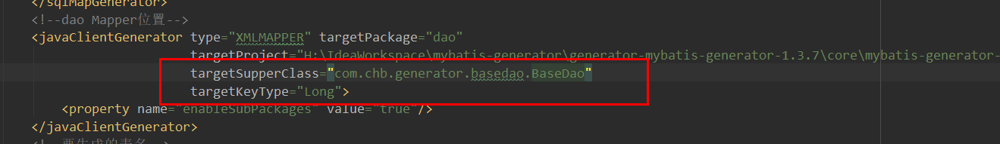 </sqlMapGenerator>
<!--dao Mapper位置-->
<javaClientGenerator type="XMLMAPPER" targetPackage="dao"
targetProject="H:\IdeaWorkspace\mybatis-generator\generator-mybatis-generator-1.3.7\core\mybatis-generator-
targetSupperClass="com.chb.generator.basedao.BaseDao"
targetKeyType="Long">
<property name="enableSubPackages" value="true"/>
</javaClientGenerator>
<!--要生成的表名-->